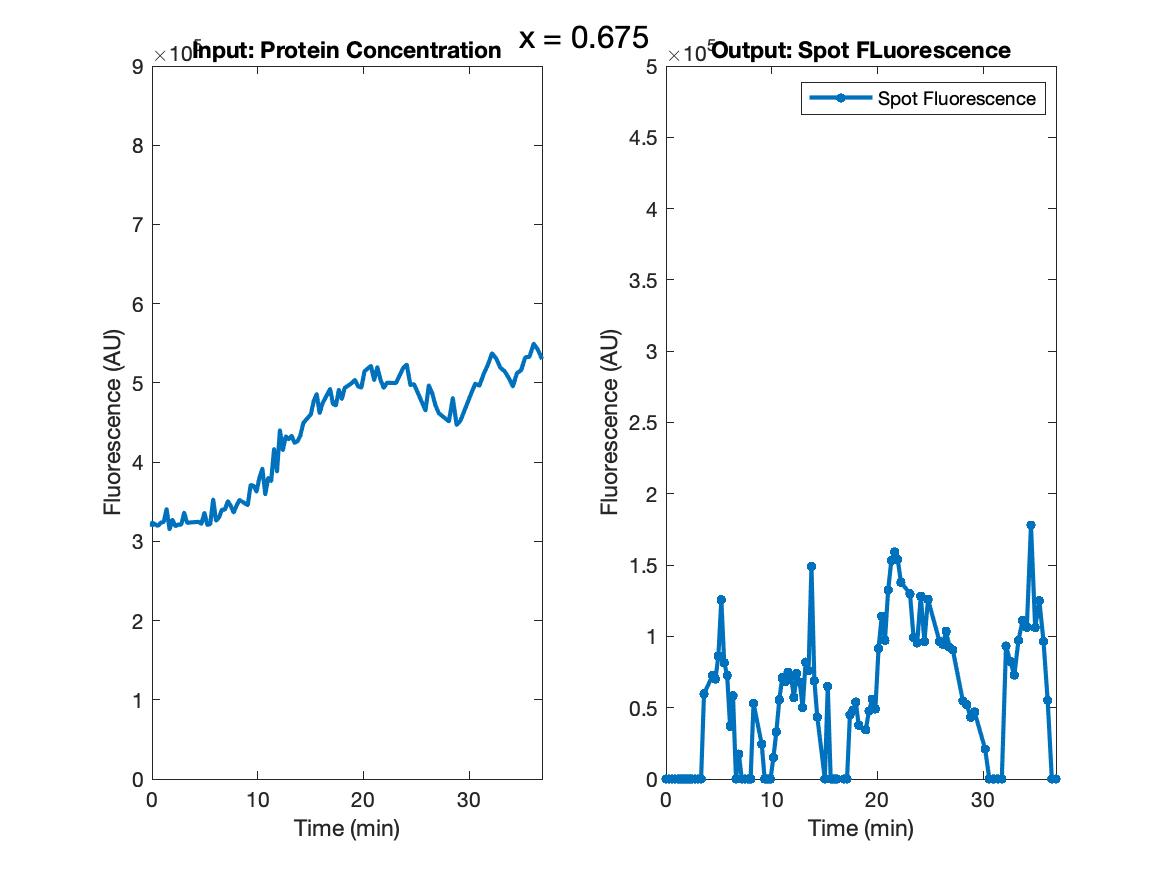 x = 0.675
×10⁵
Input: Protein Concentration
9
8
7
6
5
4
3
2
1
0
Fluorescence (AU)
0 10 20 30
Time (min)
×10⁵
Output: Spot FLuorescence
Spot Fluorescence
5
4.5
4
3.5
3
2.5
2
1.5
1
0.5
0
Fluorescence (AU)
0 10 20 30
Time (min)